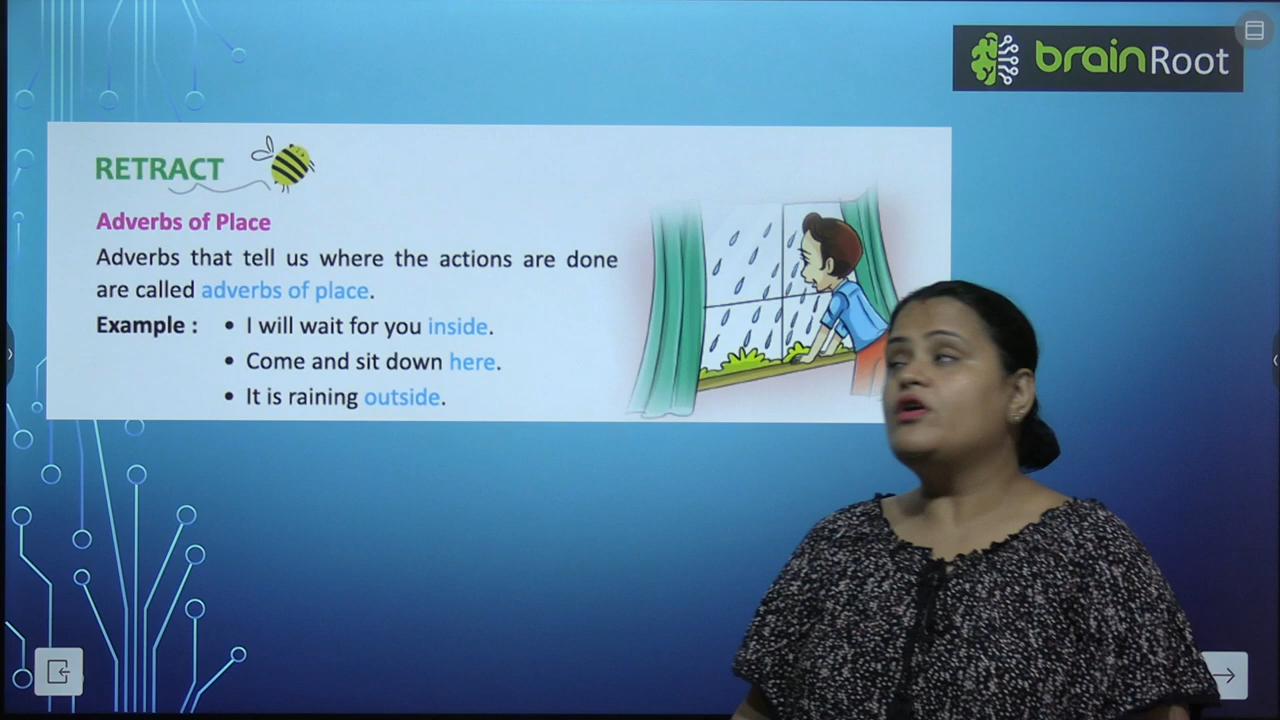 brainRoot
RETRACT
Adverbs of Place
Adverbs that tell us where the actions are done
are called adverbs of place.
Example : • I will wait for you inside.
• Come and sit down here.
• It is raining outside.